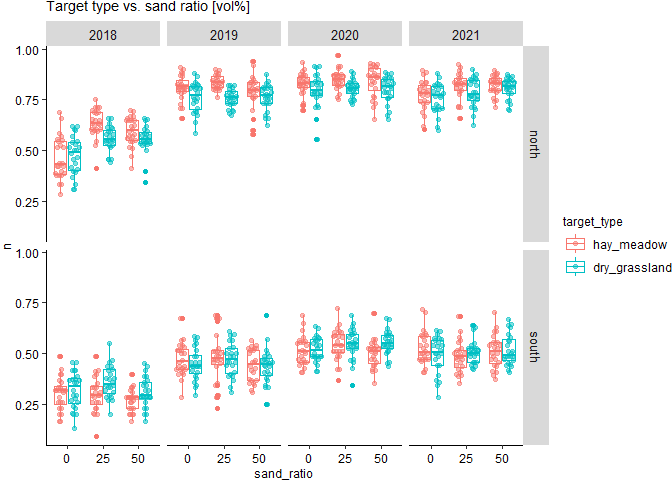 Target type vs. sand ratio [vol%]
2018 2019 2020 2021
1.00
0.75
0.50
0.25
north
n
1.00
0.75
0.50
0.25
south
0 25 50 0 25 50 0 25 50 0 25 50
sand_ratio
target_type
hay_meadow
dry_grassland